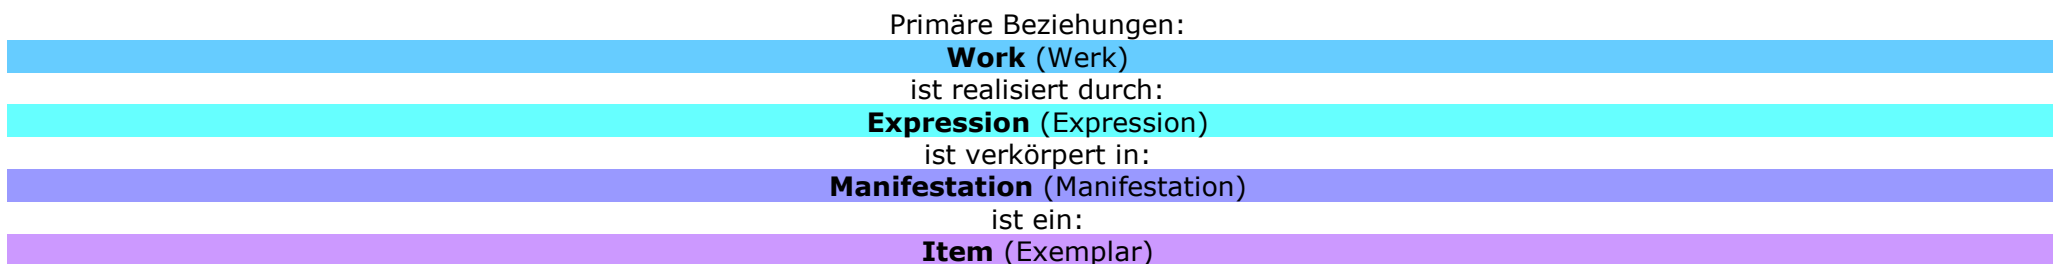 Primäre Beziehungen:
Work (Werk)
ist realisiert durch:
Expression (Expression)
ist verkörpert in:
Manifestation (Manifestation)
ist ein:
Item (Exemplar)